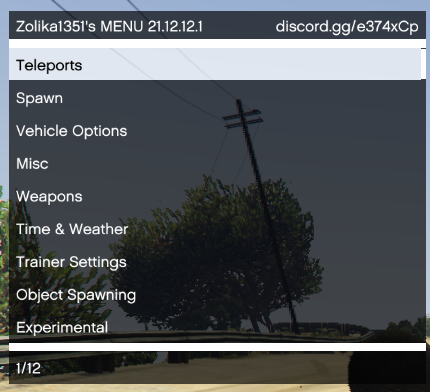 Zolika1351's MENU 21.12.12.1 discord.gg/e374xCp
Teleports
Spawn
Vehicle Options
Misc
Weapons
Time & Weather
Trainer Settings
Object Spawning
Experimental
1/12